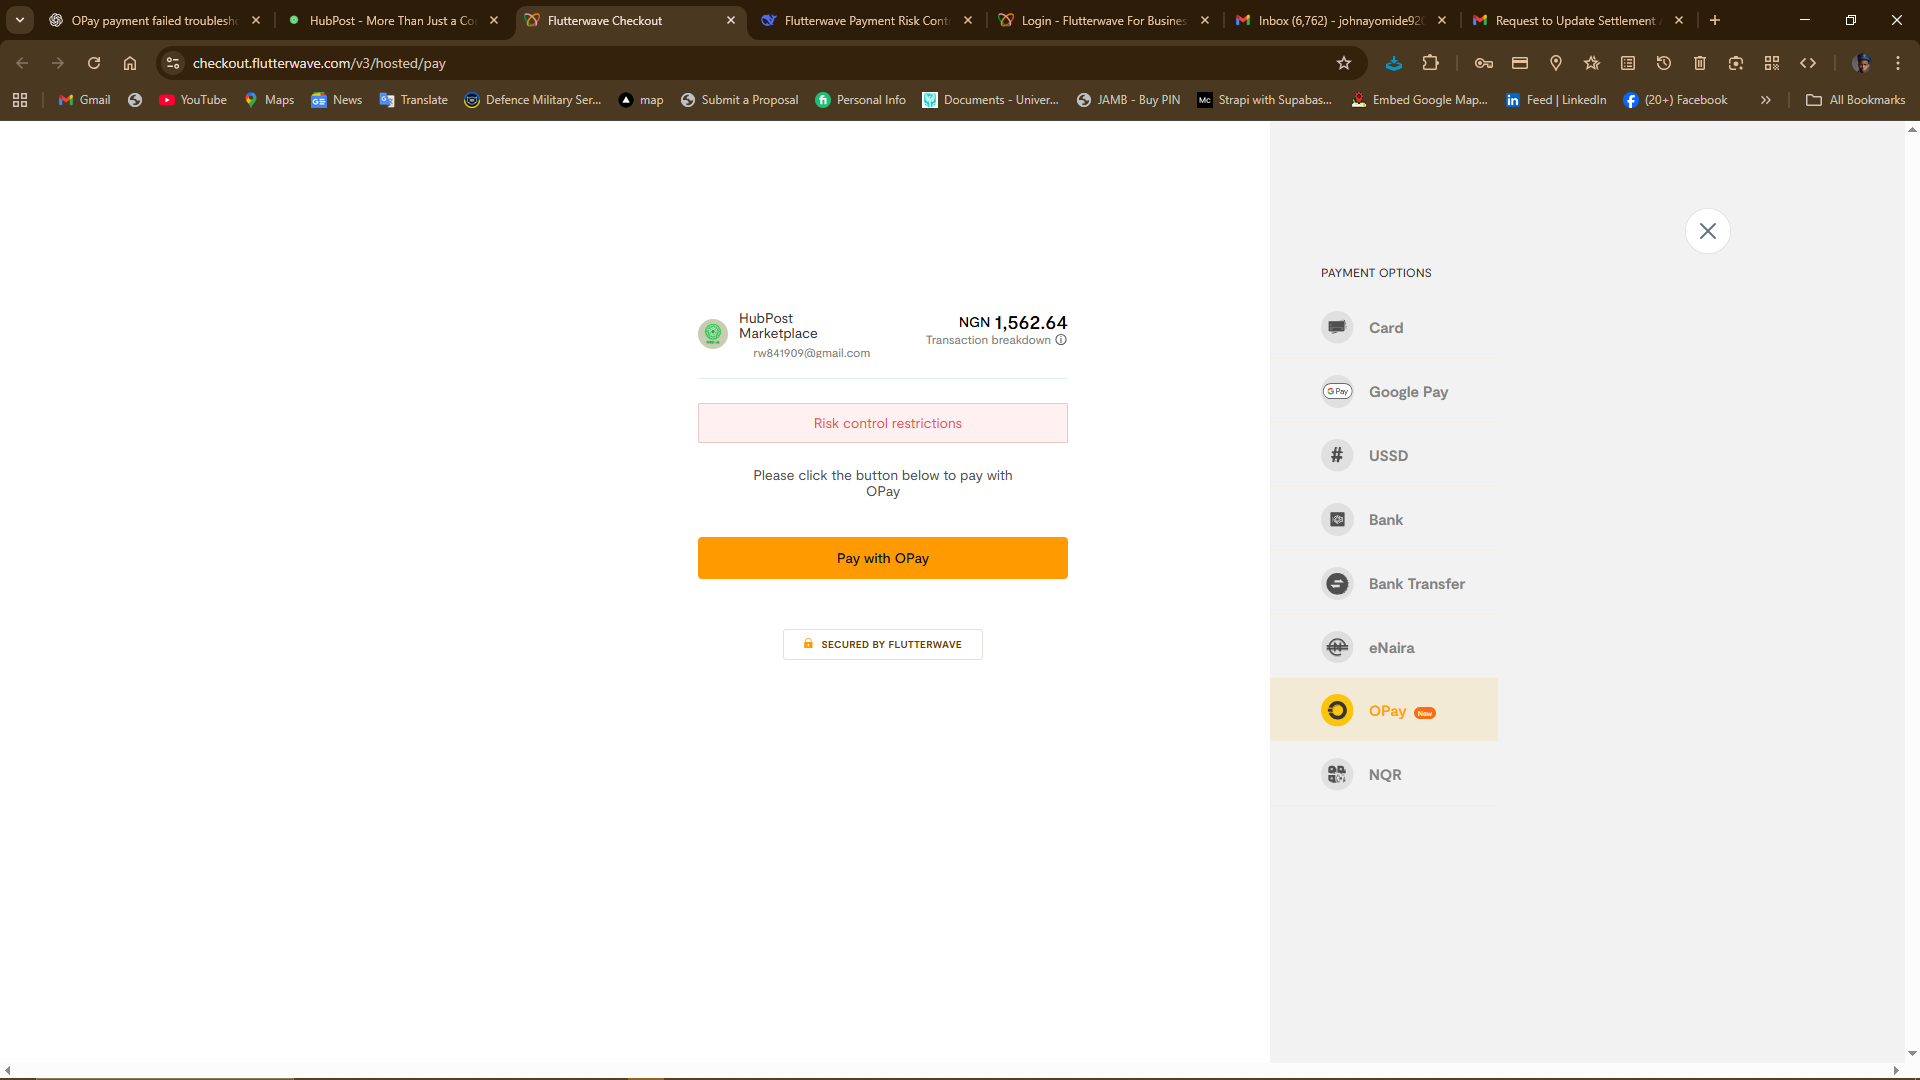 OPay payment failed troublesh
HubPost - More Than Just a Co
Flutterwave Checkout
Flutterwave Payment Risk Cont
Login - Flutterwave For Busines
Inbox (6,762) - johnayomide920
Request to Update Settlement A
checkout.flutterwave.com/v3/hosted/pay
Gmail
YouTube
Maps
News
Translate
Defence Military Ser...
map
Submit a Proposal
Personal Info
Documents - Univer...
JAMB - Buy PIN
Strapi with Supabas...
Embed Google Map...
Feed | LinkedIn
(20+) Facebook
All Bookmarks
HubPost
Marketplace
rw841909@gmail.com
NGN 1,562.64
Transaction breakdown
Risk control restrictions
Please click the button below to pay with
OPay
Pay with OPay
SECURED BY FLUTTERWAVE
PAYMENT OPTIONS
Card
G Pay
Google Pay
#
USSD
Bank
Bank Transfer
eNaira
OPay New
NQR